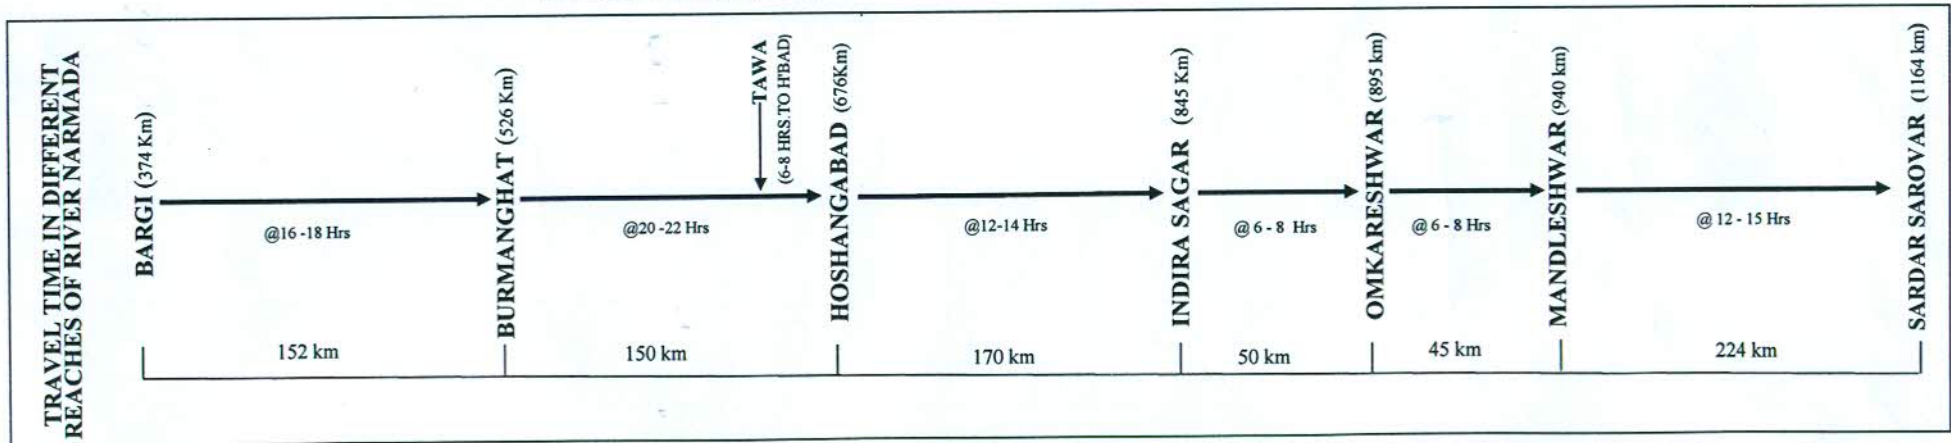 TRAVEL TIME IN DIFFERENT
REACHES OF RIVER NARMADA
BARGI (374 Km)
@16 -18 Hrs
152 km
BURMANGHAT (526 Km)
@20 -22 Hrs
150 km
TAWA
(6-8 HRS.TO H'BAD)
HOSHANGABAD (676Km)
@12-14 Hrs
170 km
INDIRA SAGAR (845 Km)
@ 6 - 8 Hrs
50 km
OMKARESHWAR (895 km)
@ 6 - 8 Hrs
45 km
MANDLESHWAR (940 km)
@ 12 - 15 Hrs
224 km
SARDAR SAROVAR (1164 km)